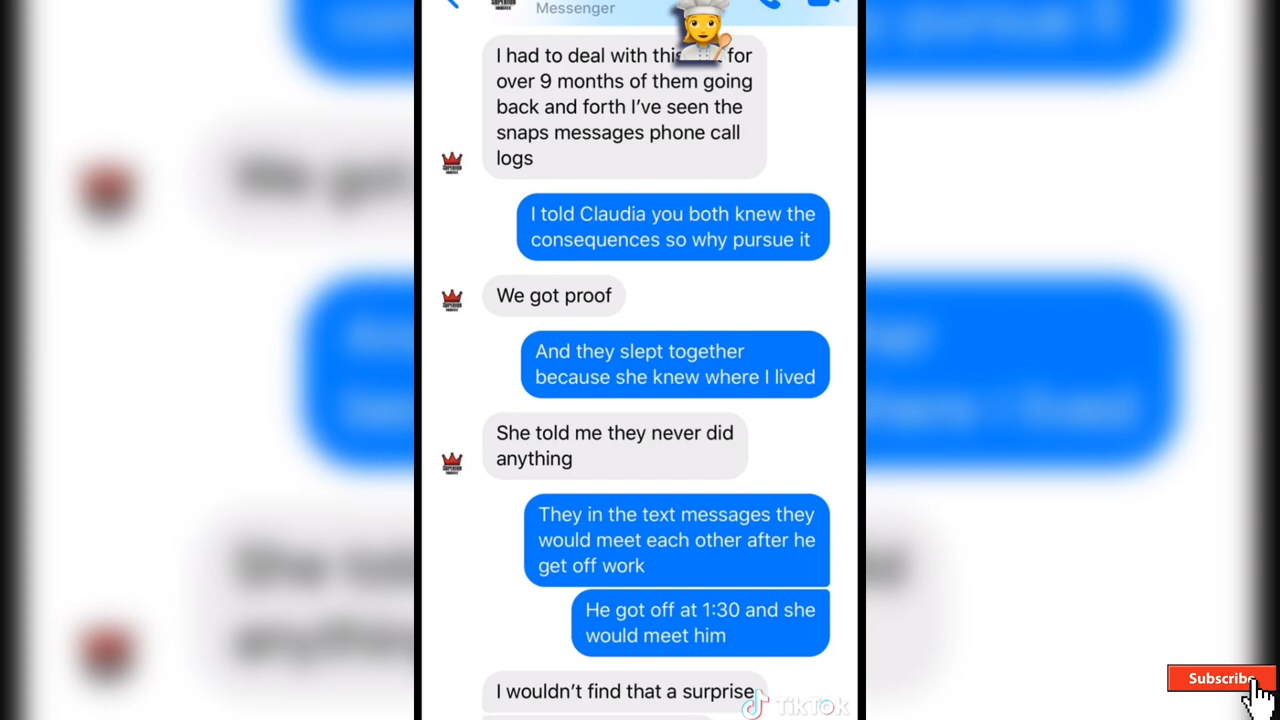 Messenger
I had to deal with this for
over 9 months of them going
back and forth I've seen the
snaps messages phone call
logs
I told Claudia you both knew the
consequences so why pursue it
We got proof
And they slept together
because she knew where I lived
She told me they never did
anything
They in the text messages they
would meet each other after he
get off work
He got off at 1:30 and she
would meet him
I wouldn't find that a surprise
TikTok
Subscribe